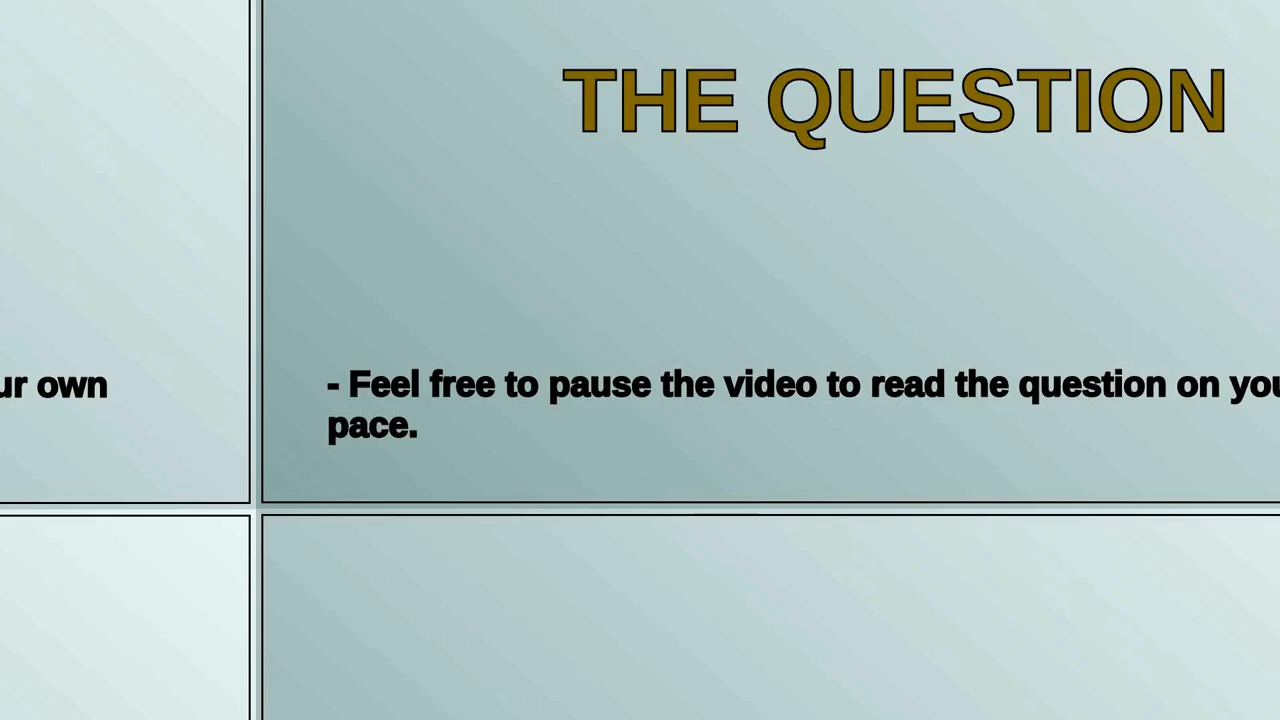 THE QUESTION
ur own
- Feel free to pause the video to read the question on you
pace.